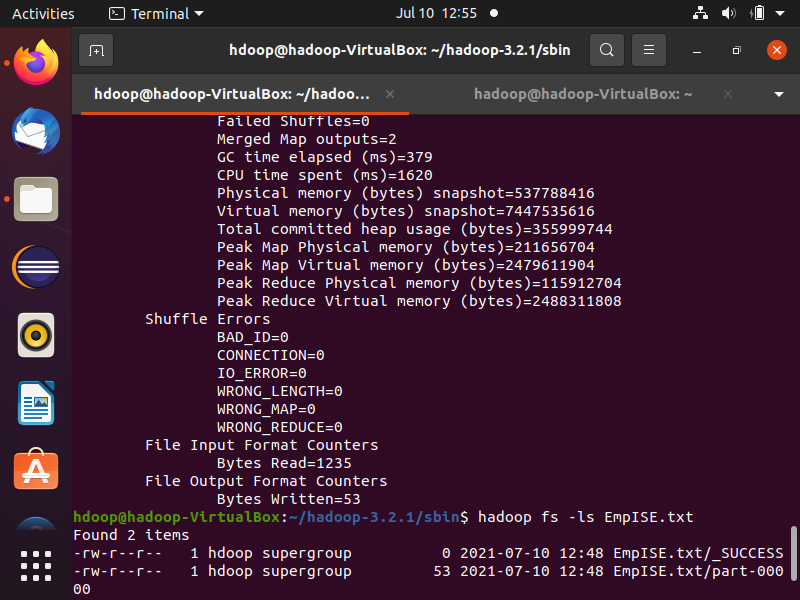 Activities Terminal Jul 10 12:55
hdoop@hadoop-VirtualBox: ~/hadoop-3.2.1/sbin
hdoop@hadoop-VirtualBox: ~/hadoo... hdoop@hadoop-VirtualBox: ~
Failed Shuffles=0
Merged Map outputs=2
GC time elapsed (ms)=379
CPU time spent (ms)=1620
Physical memory (bytes) snapshot=537788416
Virtual memory (bytes) snapshot=7447535616
Total committed heap usage (bytes)=355999744
Peak Map Physical memory (bytes)=211656704
Peak Map Virtual memory (bytes)=2479611904
Peak Reduce Physical memory (bytes)=115912704
Peak Reduce Virtual memory (bytes)=2488311808
Shuffle Errors
BAD_ID=0
CONNECTION=0
IO_ERROR=0
WRONG_LENGTH=0
WRONG_MAP=0
WRONG_REDUCE=0
File Input Format Counters
Bytes Read=1235
File Output Format Counters
Bytes Written=53
hdoop@hadoop-VirtualBox:~/hadoop-3.2.1/sbin$ hadoop fs -ls EmpISE.txt
Found 2 items
-rw-r--r--   1 hdoop supergroup          0 2021-07-10 12:48 EmpISE.txt/_SUCCESS
-rw-r--r--   1 hdoop supergroup         53 2021-07-10 12:48 EmpISE.txt/part-000
00